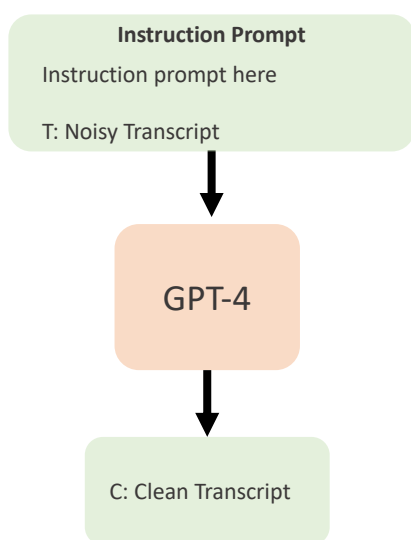 Instruction Prompt
Instruction prompt here
T: Noisy Transcript
GPT-4
C: Clean Transcript